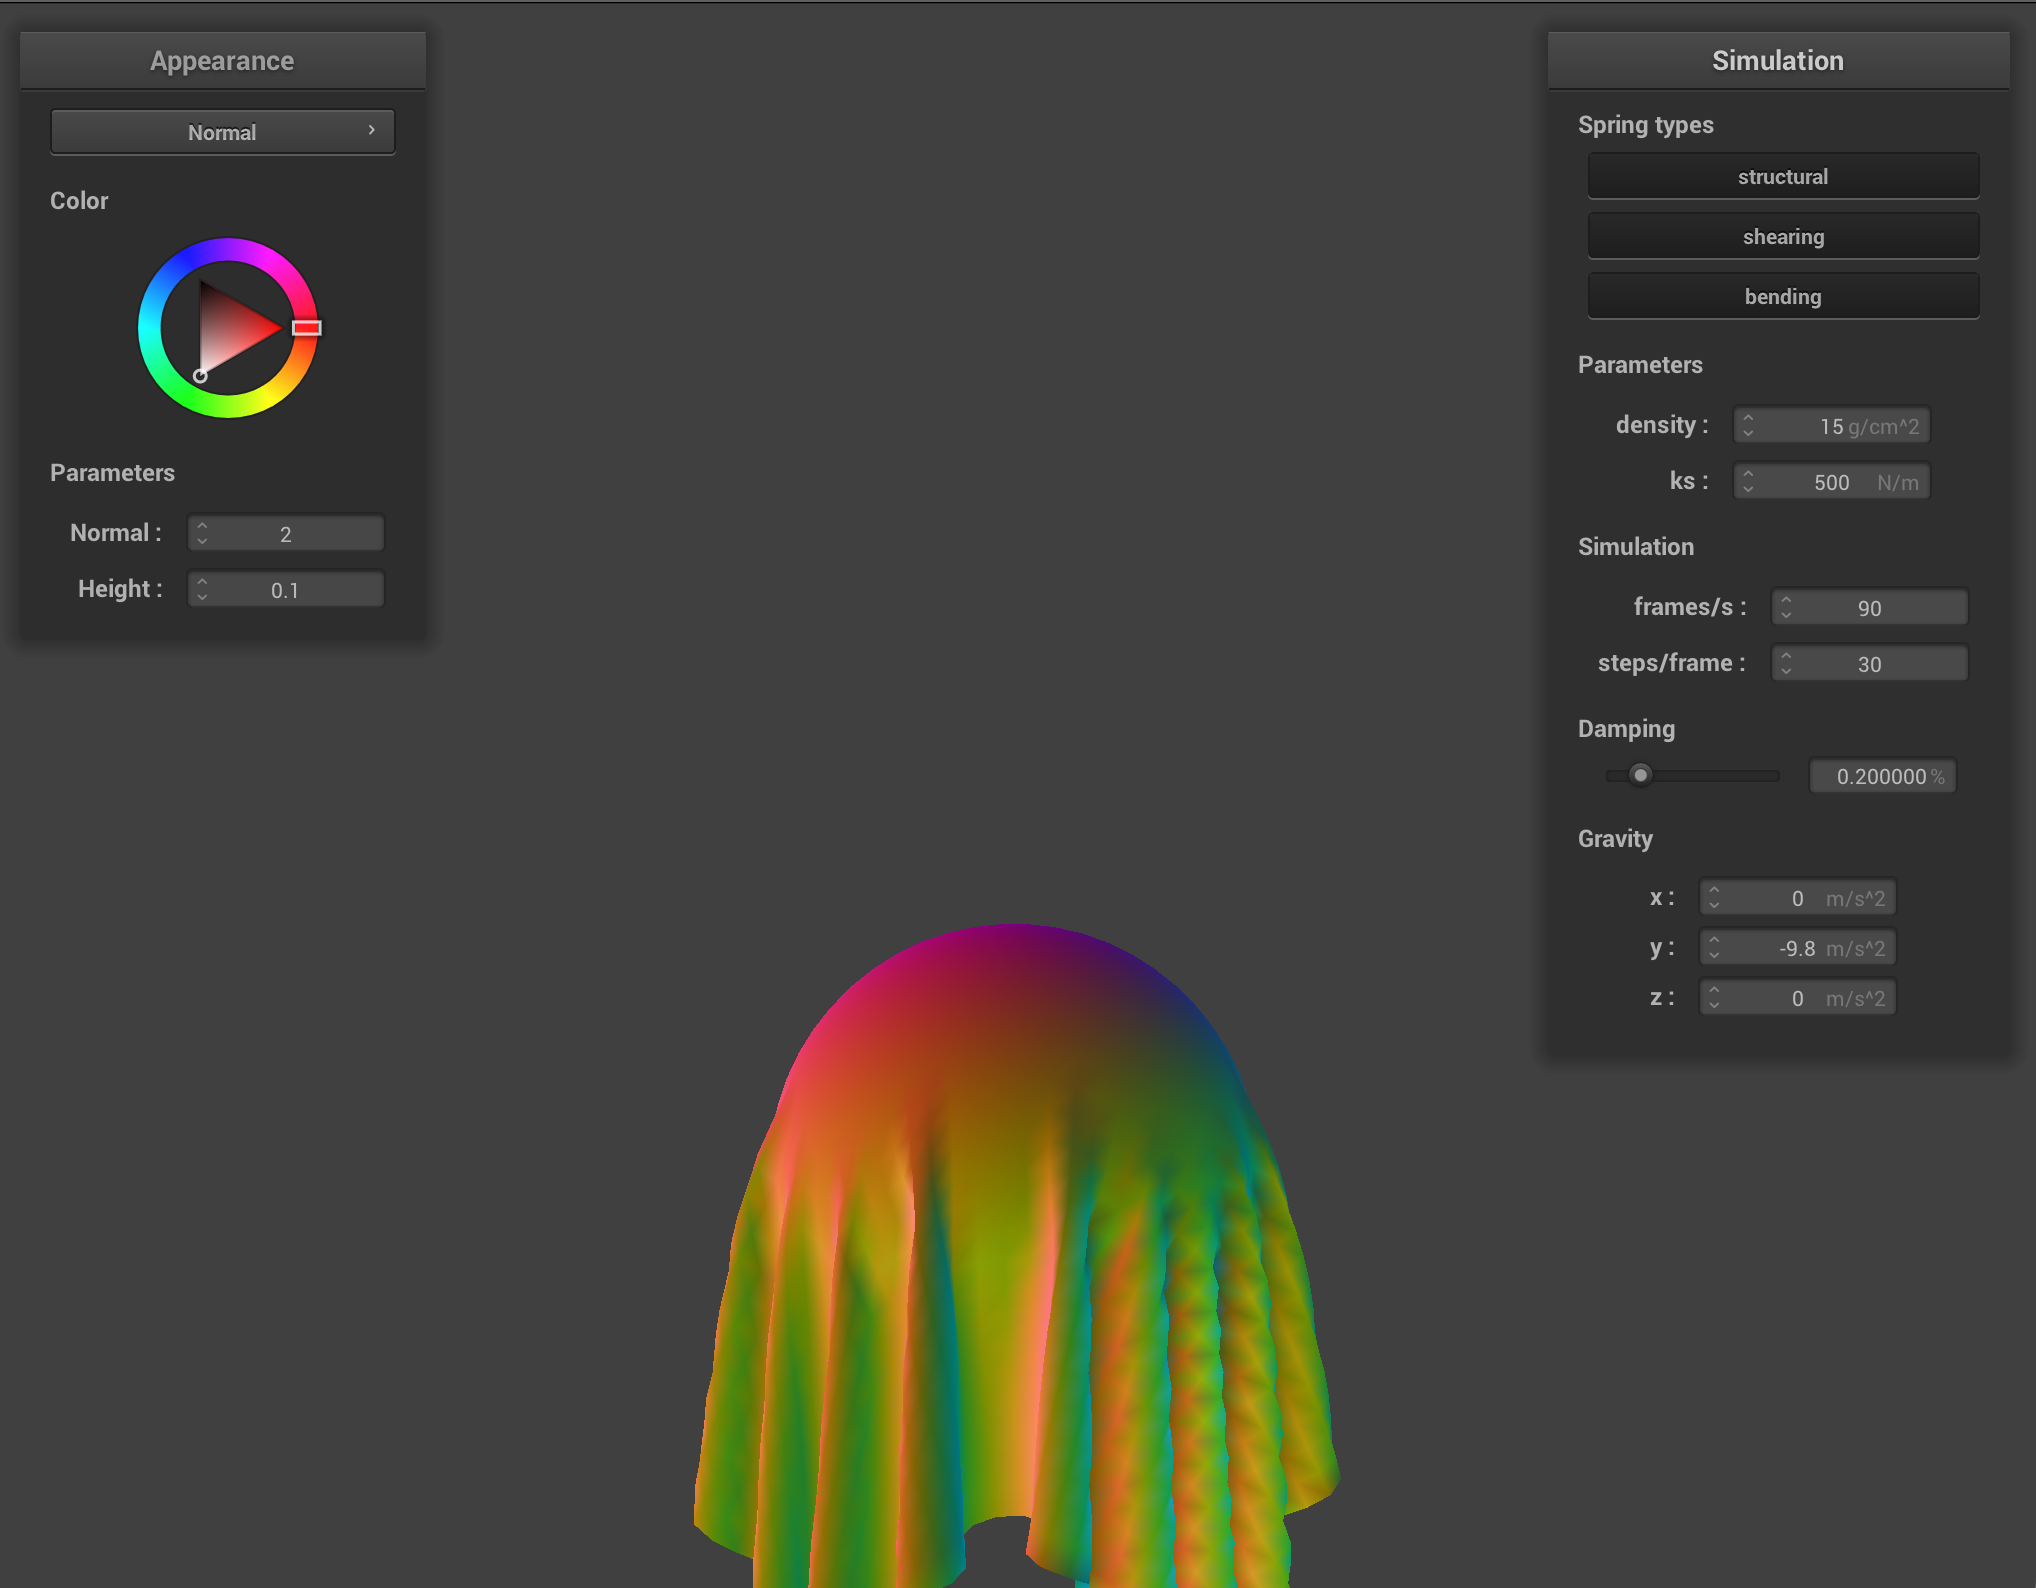 Appearance
Normal
Color
Parameters
Normal : 2
Height : 0.1
Simulation
Spring types
structural
shearing
bending
Parameters
density : 15 g/cm^2
ks : 500 N/m
Simulation
frames/s : 90
steps/frame : 30
Damping
0.200000 %
Gravity
x : 0 m/s^2
y : -9.8 m/s^2
z : 0 m/s^2